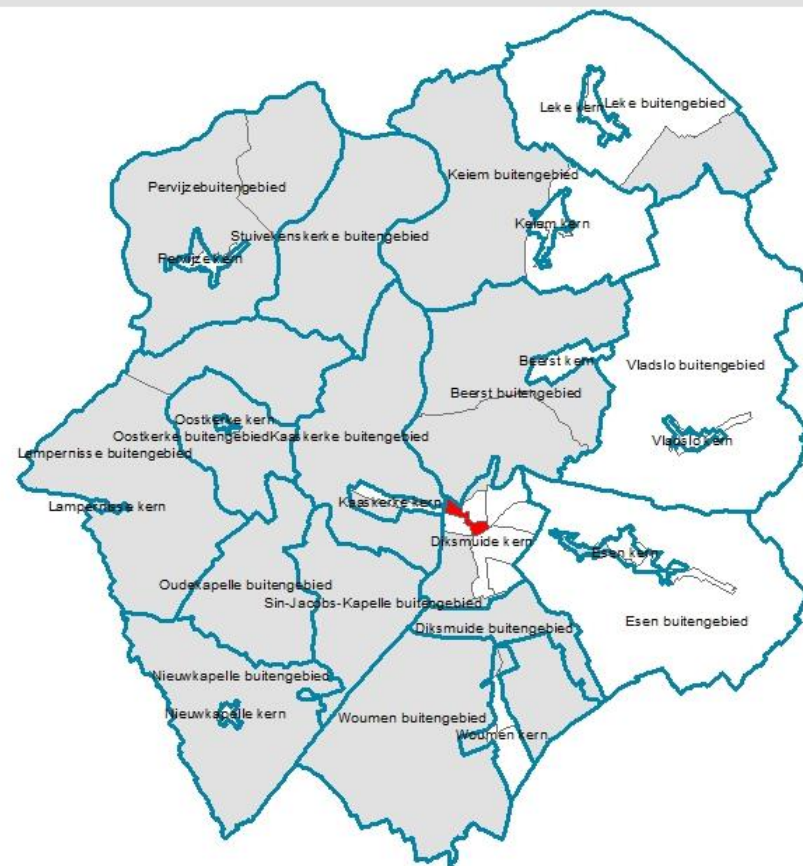 Leke kern
Leke buitengebied
Keiem buitengebied
Pervijzebuitengebied
Keiem kern
Stuivekenskerke buitengebied
Pervijze kern
Beerst kern
Vladslo buitengebied
Beerst buitengebied
Oostkerke kern
Oostkerke buitengebied
Kaaskerke buitengebied
Vladslo kern
Lampernisse buitengebied
Kaaskerke kern
Lampernisse kern
Diksmuide kern
Esen kern
Oudekapelle buitengebied
Sin-Jacobs-Kapelle buitengebied
Esen buitengebied
Diksmuide buitengebied
Nieuwkapelle buitengebied
Nieuwkapelle kern
Woumen buitengebied
Woumen kern